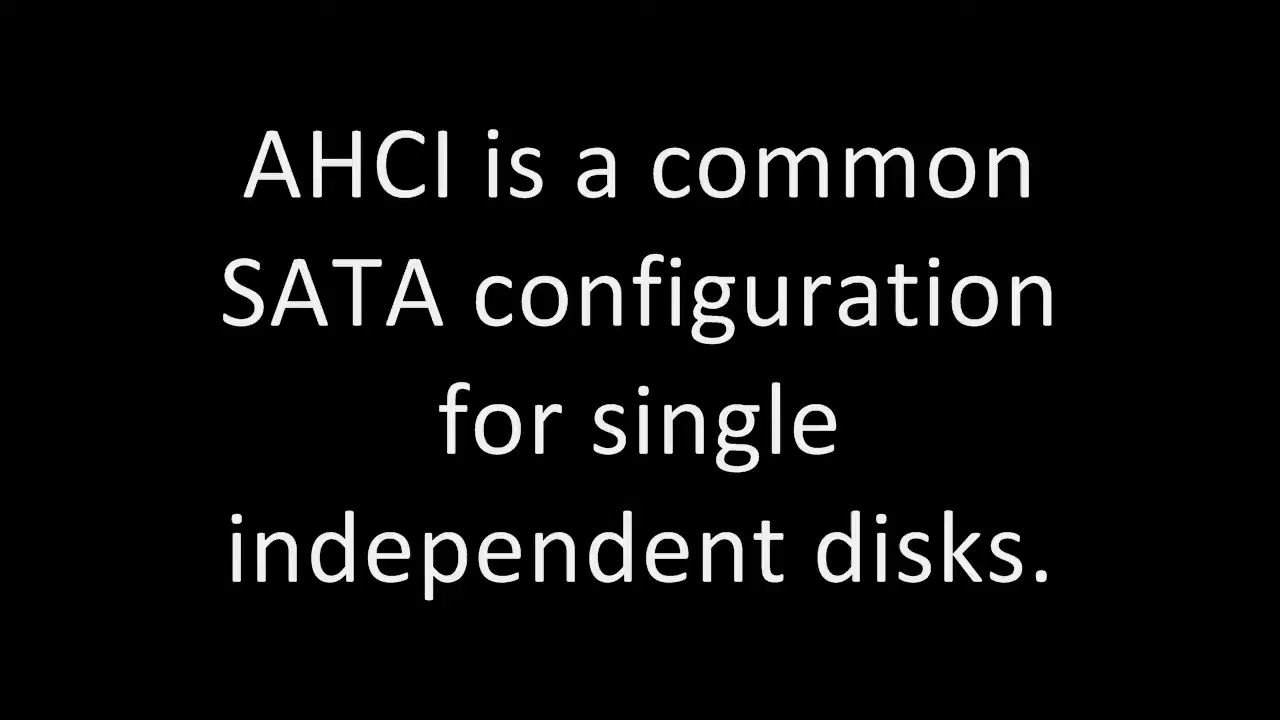 AHCI is a common
SATA configuration
for single
independent disks.